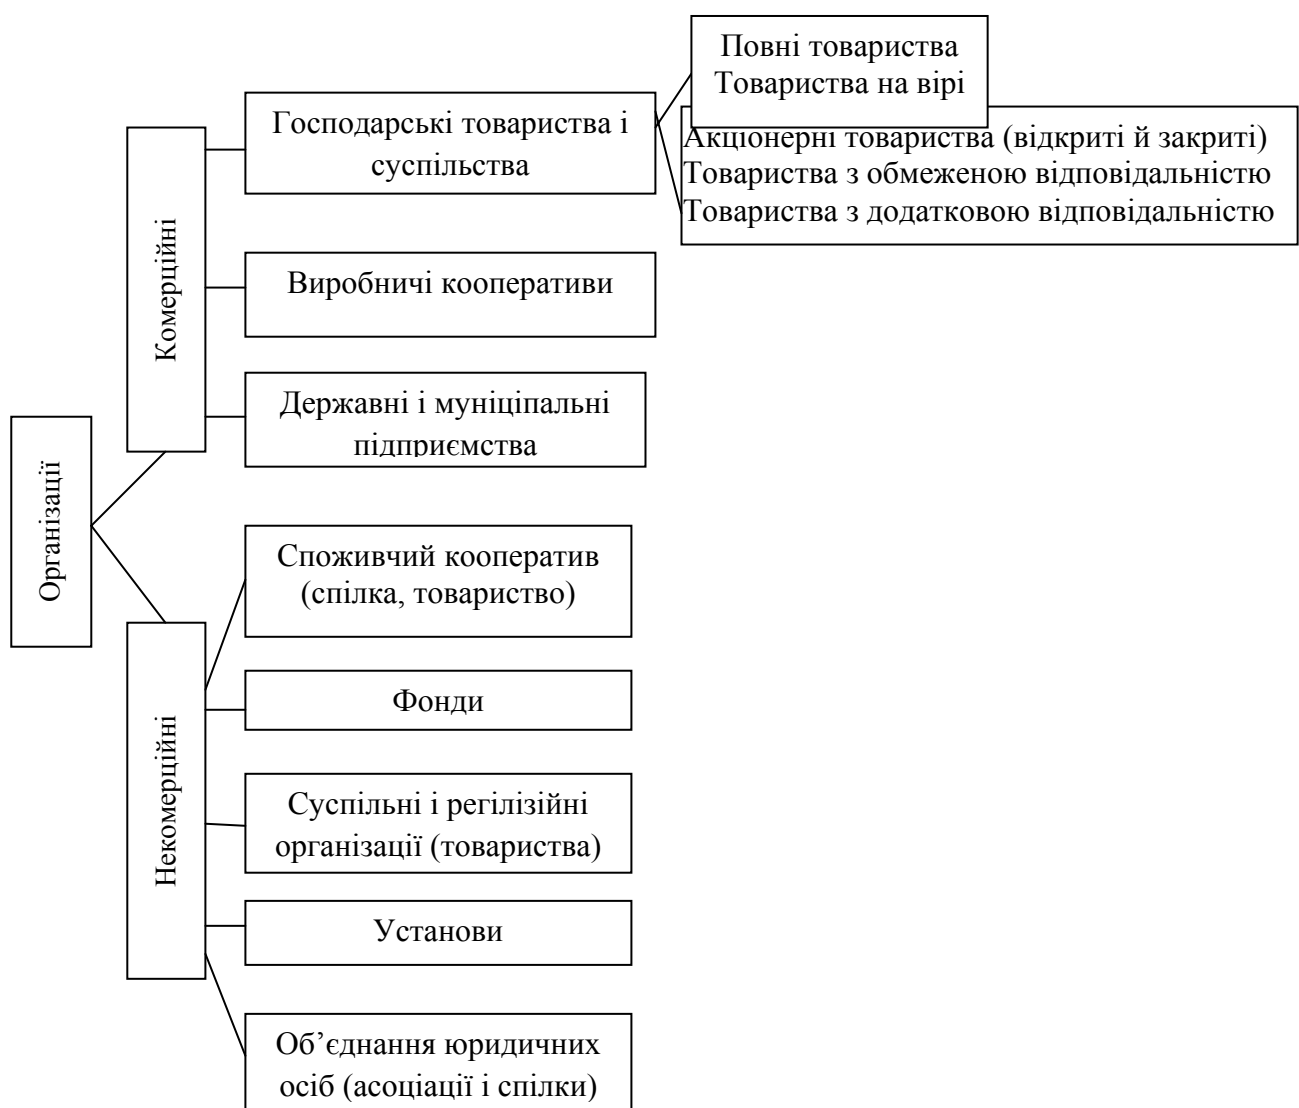 Організації
Комерційні
Господарські товариства і
суспільства
Повні товариства
Товариства на вірі
Акціонерні товариства (відкриті й закриті)
Товариства з обмеженою відповідальністю
Товариства з додатковою відповідальністю
Виробничі кооперативи
Державні і муніципальні
підприємства
Некомерційні
Споживчий кооператив
(спілка, товариство)
Фонди
Суспільні і регілізійні
організації (товариства)
Установи
Об’єднання юридичних
осіб (асоціації і спілки)